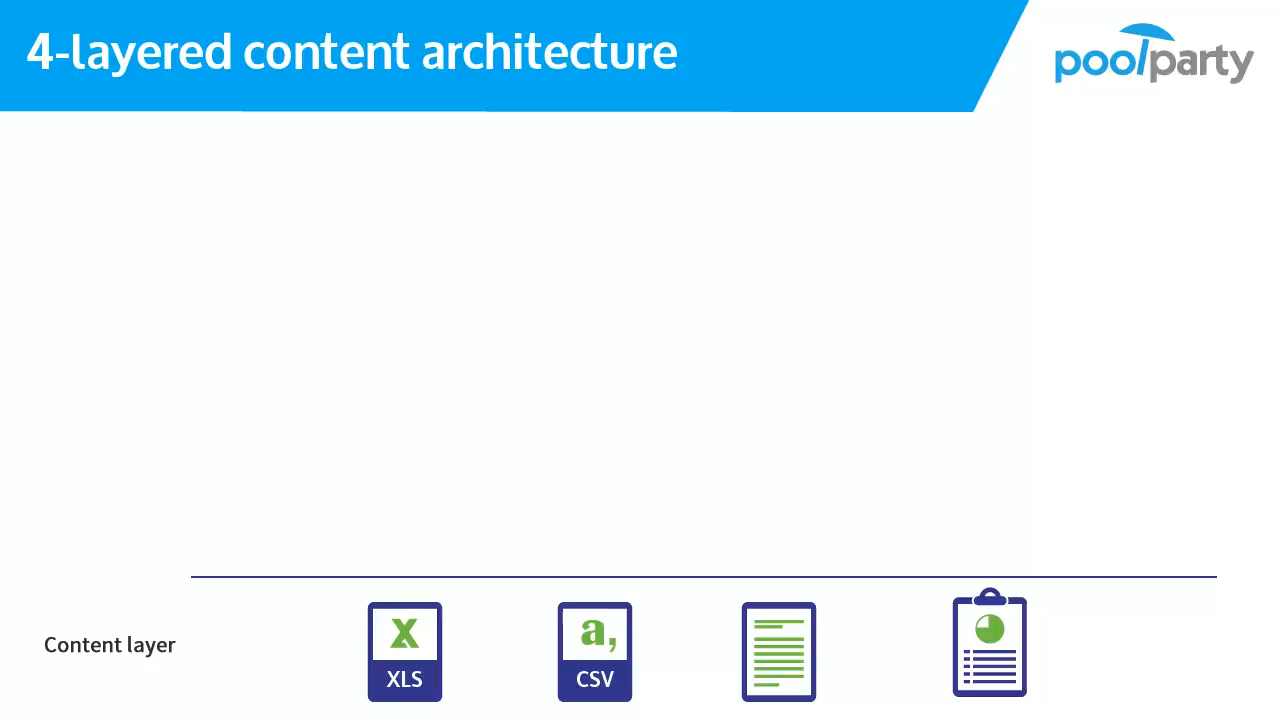 4-layered content architecture
poolparty
Content layer
X
XLS
a,
CSV